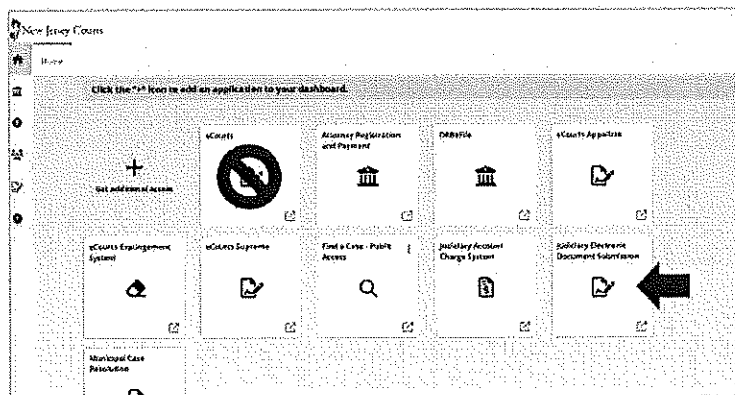 New Jersey Courts
Home
Click the "+" icon to add an application to your dashboard.
Get additional access
eCourts
Attorney Registration
and Payment
DRBeFile
eCourts Appellate
eCourts Expungement
System
eCourts Supreme
Find a Case - Public
Access
Judiciary Account
Charge System
Judiciary Electronic
Document Submission
Municipal Case
Resolution